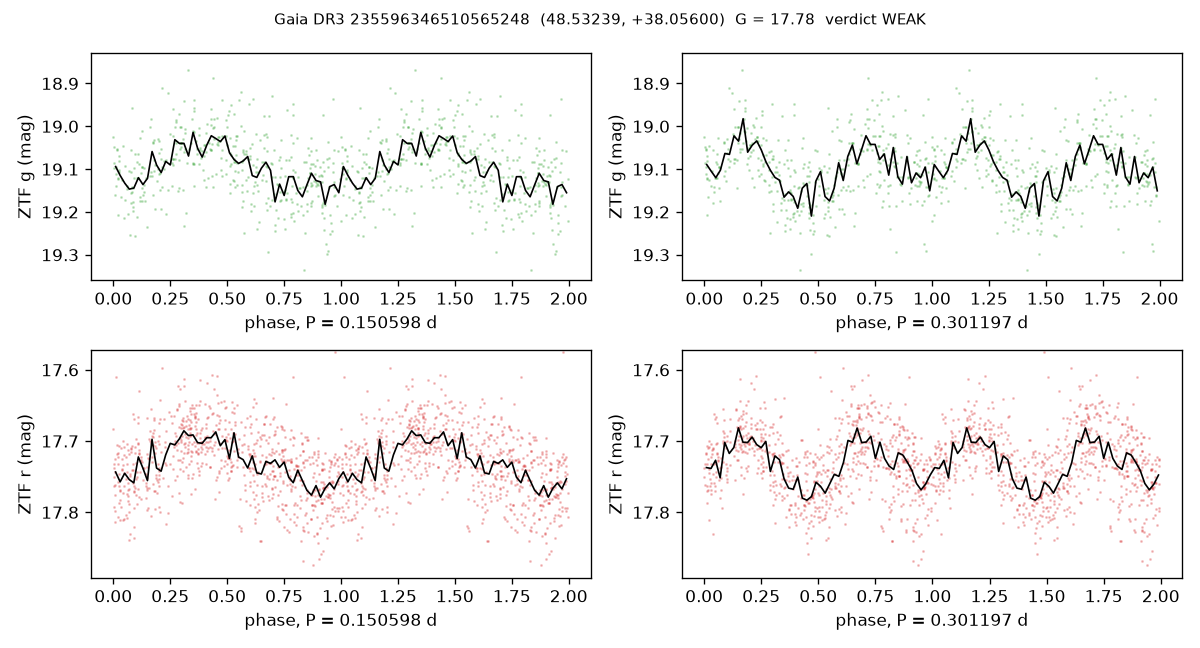 Gaia DR3 235596346510565248  (48.53239, +38.05600)  G = 17.78  verdict WEAK
ZTF g (mag)
18.9
19.0
19.1
19.2
19.3
0.00 0.25 0.50 0.75 1.00 1.25 1.50 1.75 2.00
phase, P = 0.150598 d
ZTF g (mag)
18.9
19.0
19.1
19.2
19.3
0.00 0.25 0.50 0.75 1.00 1.25 1.50 1.75 2.00
phase, P = 0.301197 d
ZTF r (mag)
17.6
17.7
17.8
0.00 0.25 0.50 0.75 1.00 1.25 1.50 1.75 2.00
phase, P = 0.150598 d
ZTF r (mag)
17.6
17.7
17.8
0.00 0.25 0.50 0.75 1.00 1.25 1.50 1.75 2.00
phase, P = 0.301197 d